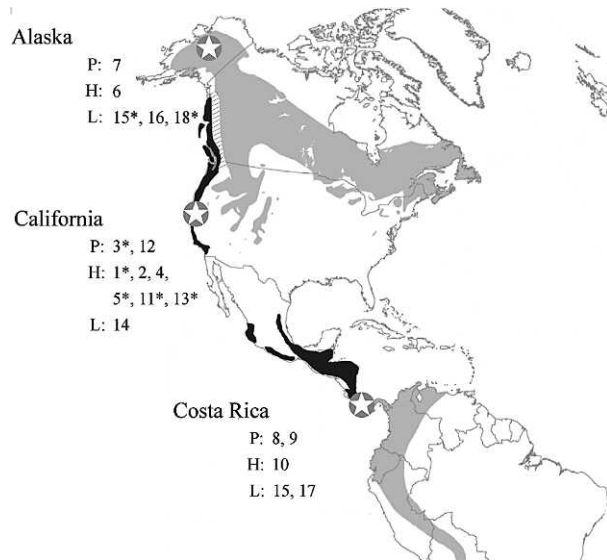 Alaska
P: 7
H: 6
L: 15*, 16, 18*
California
P: 3*, 12
H: 1*, 2, 4,
5*, 11*, 13*
L: 14
Costa Rica
P: 8, 9
H: 10
L: 15, 17